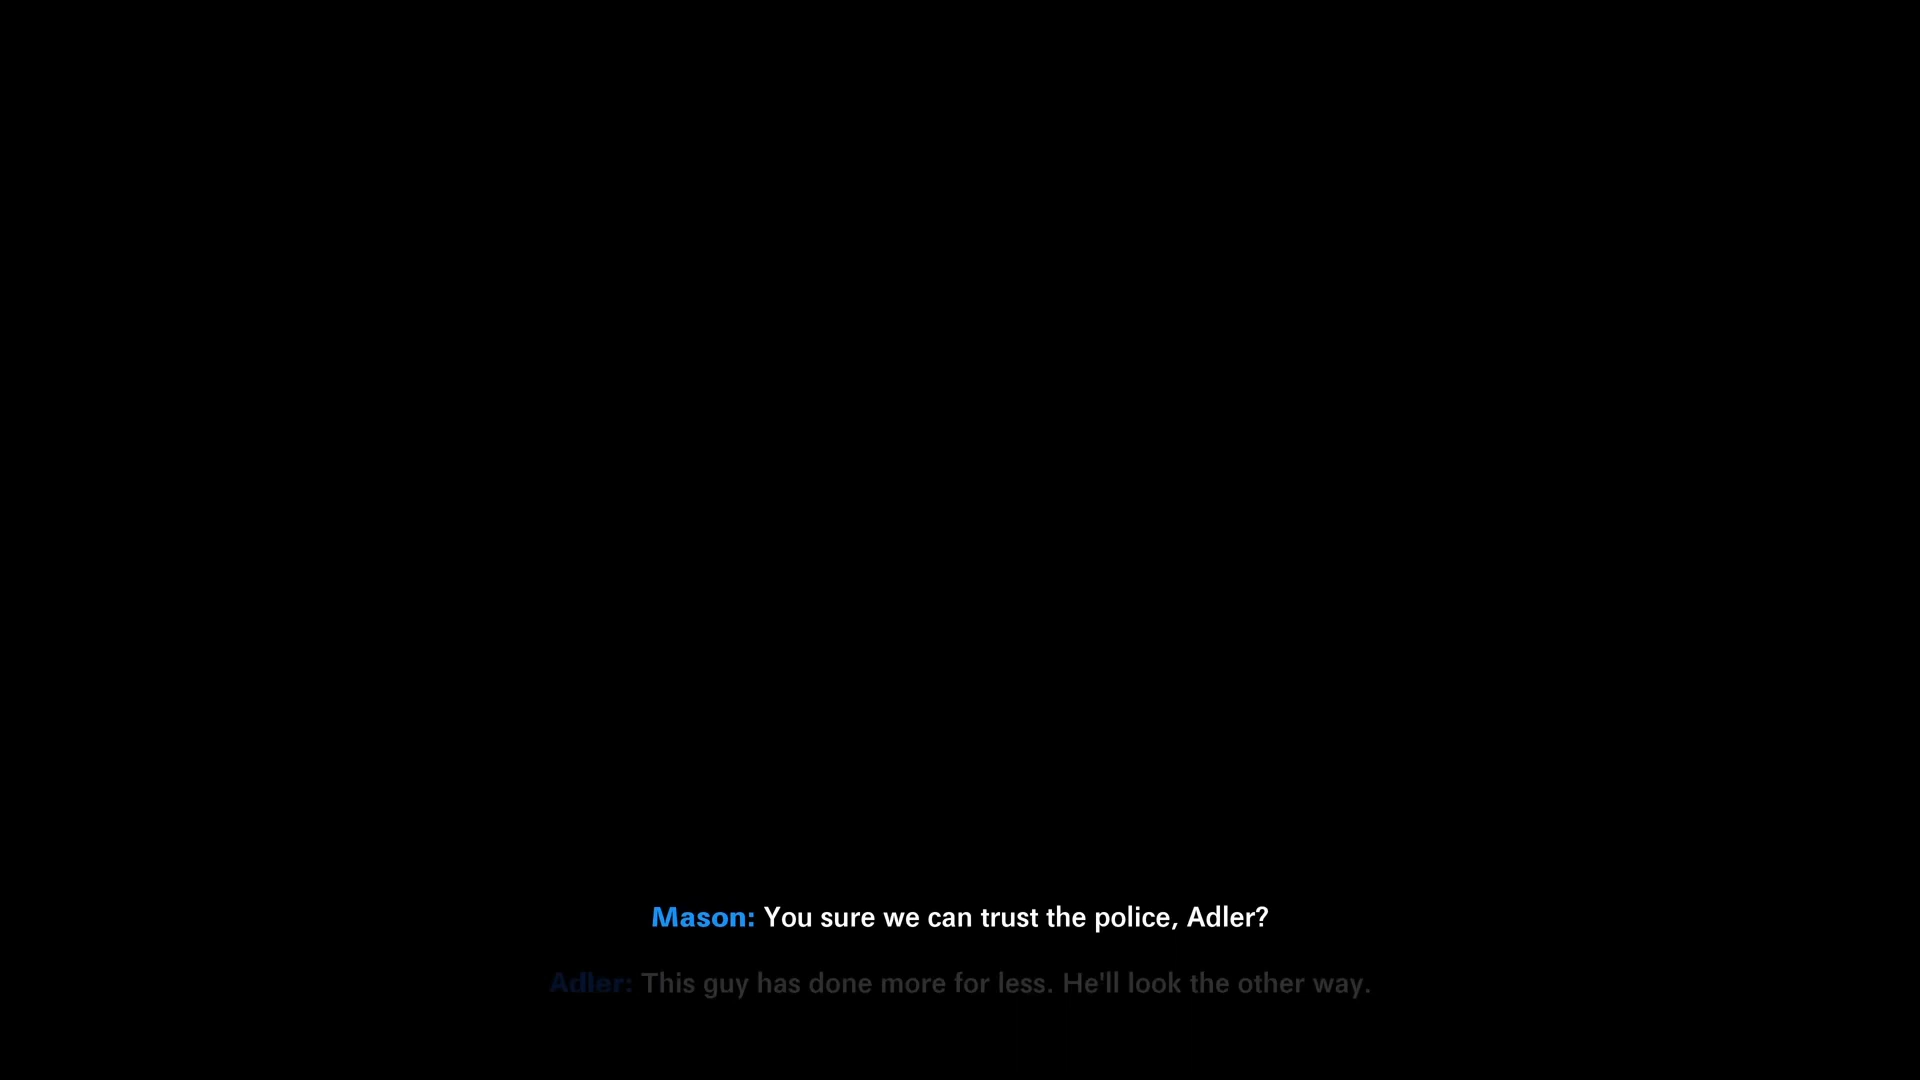 Mason: You sure we can trust the police, Adler?
Adler: This guy has done more for less. He'll look the other way.